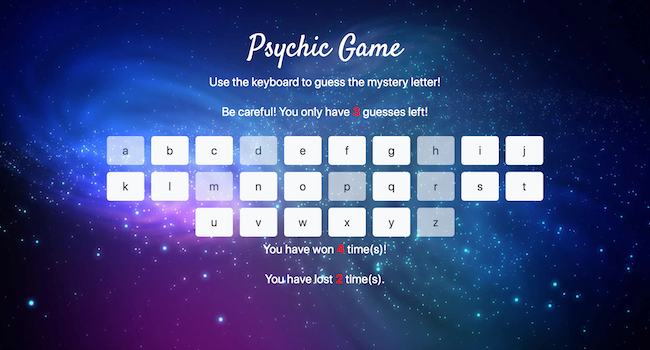 Psychic Game
Use the keyboard to guess the mystery letter!
Be careful! You only have 3 guesses left!
a b c d e f g h i j
k l m n o p q r s t
u v w x y z
You have won 4 time(s)!
You have lost 2 time(s).